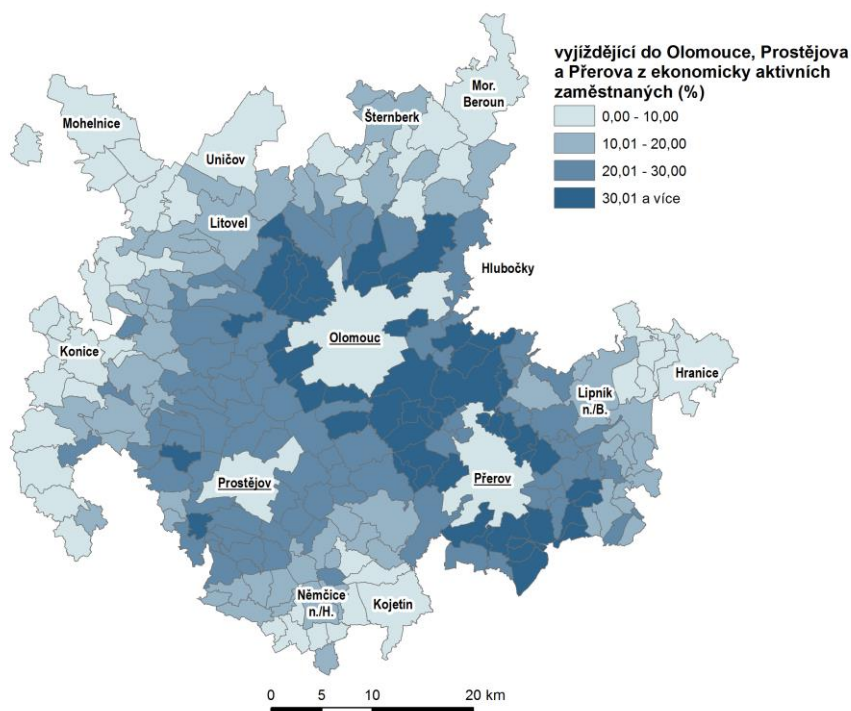 vyjíždějící do Olomouce, Prostějova
a Přerova z ekonomicky aktivních
zaměstnaných (%)
0,00 - 10,00
10,01 - 20,00
20,01 - 30,00
30,01 a více
Mor.
Beroun
Šternberk
Mohelnice
Uničov
Litovel
Hlubočky
Olomouc
Konice
Hranice
Lipník
n./B.
Prostějov
Přerov
Němčice
n./H.
Kojetín
0 5 10 20 km